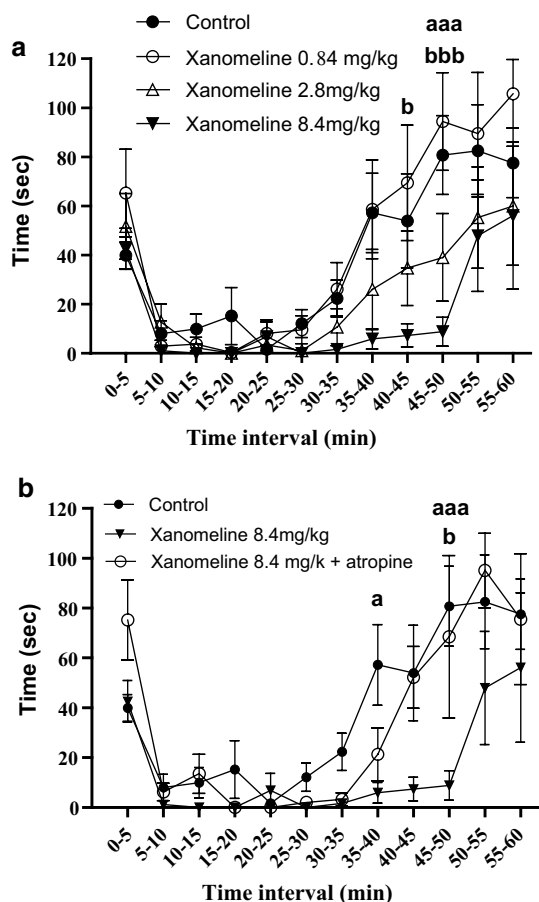 a
Control
Xanomeline 0.84 mg/kg
Xanomeline 2.8mg/kg
Xanomeline 8.4mg/kg
aaa
bbb
b
120
100
80
60
40
20
0
Time (sec)
0-5
5-10
10-15
15-20
20-25
25-30
30-35
35-40
40-45
45-50
50-55
55-60
Time interval (min)
b
Control
Xanomeline 8.4mg/kg
Xanomeline 8.4 mg/k + atropine
aaa
b
a
120
100
80
60
40
20
0
Time (sec)
0-5
5-10
10-15
15-20
20-25
25-30
30-35
35-40
40-45
45-50
50-55
55-60
Time interval (min)